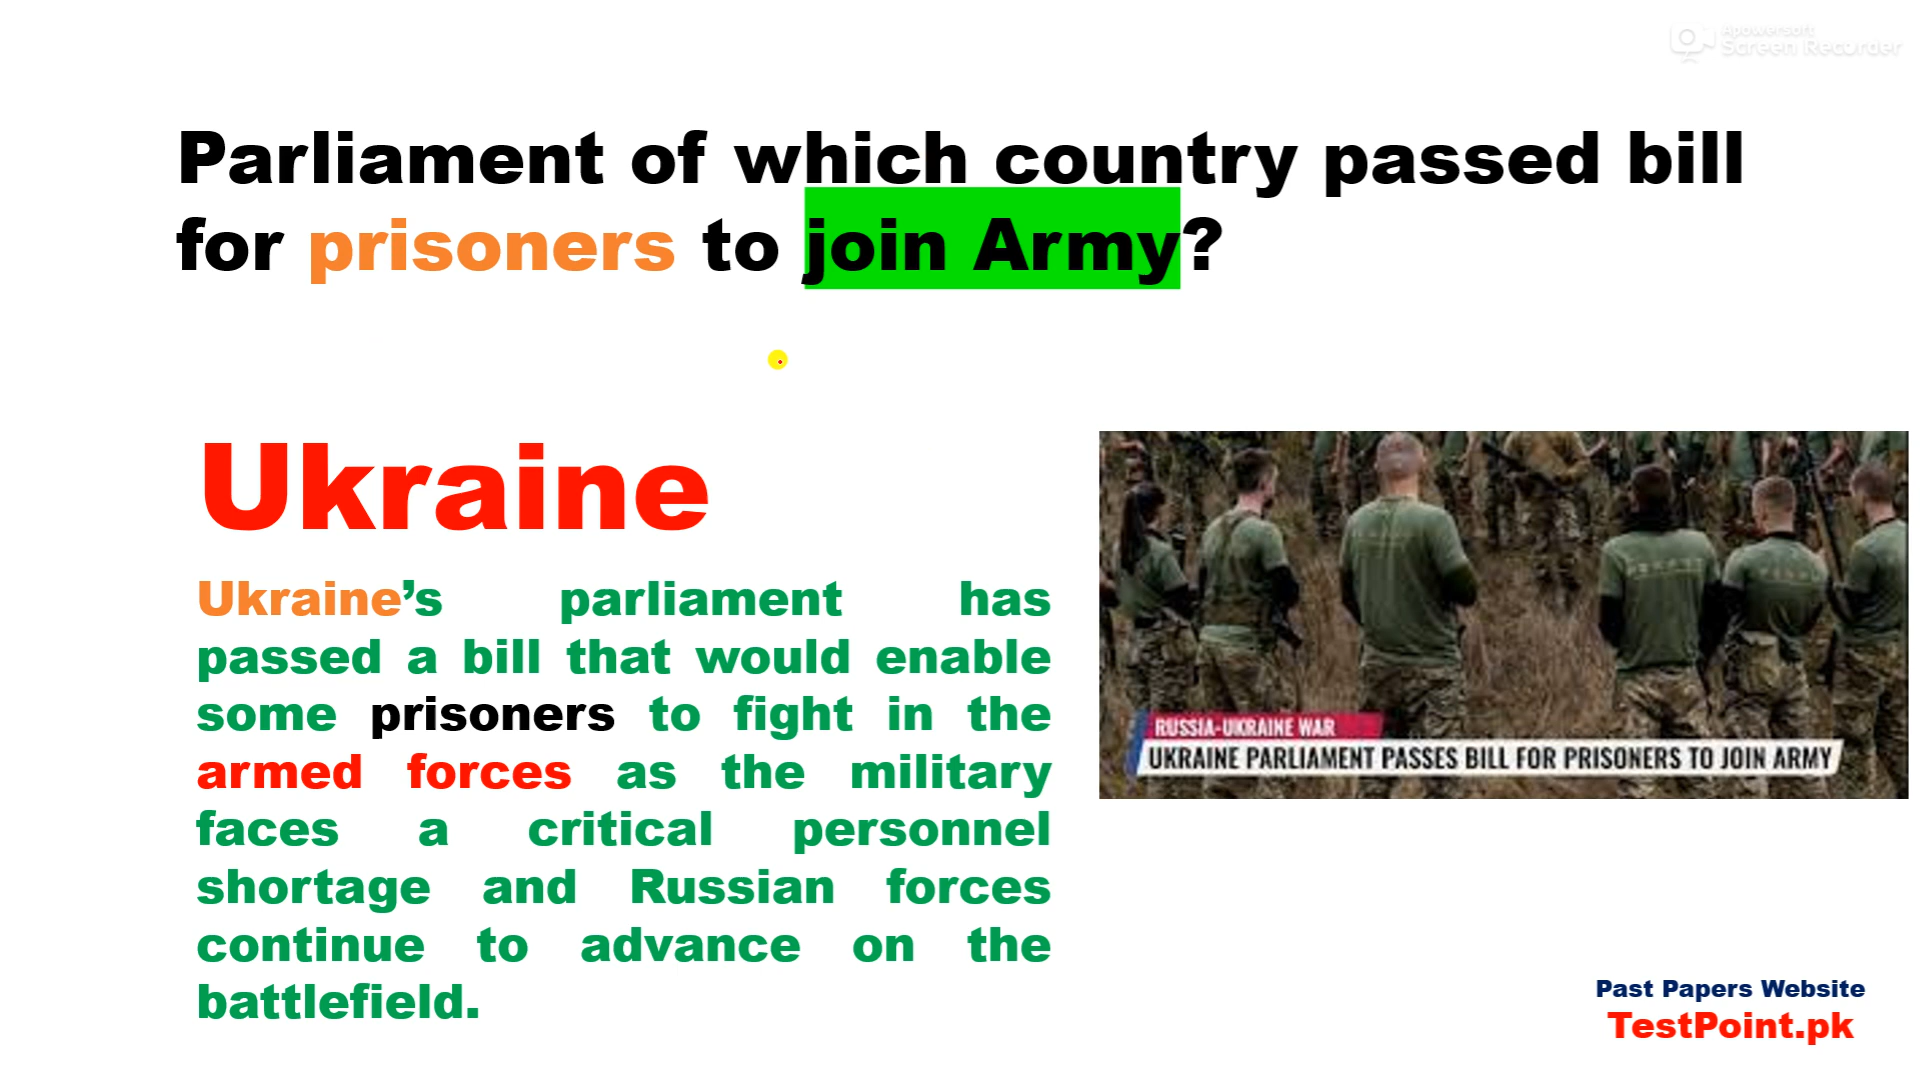 Apowersoft
Screen Recorder
Parliament of which country passed bill
for prisoners to join Army?
Ukraine
Ukraine’s parliament has
passed a bill that would enable
some prisoners to fight in the
armed forces as the military
faces a critical personnel
shortage and Russian forces
continue to advance on the
battlefield.
RUSSIA-UKRAINE WAR
UKRAINE PARLIAMENT PASSES BILL FOR PRISONERS TO JOIN ARMY
Past Papers Website
TestPoint.pk